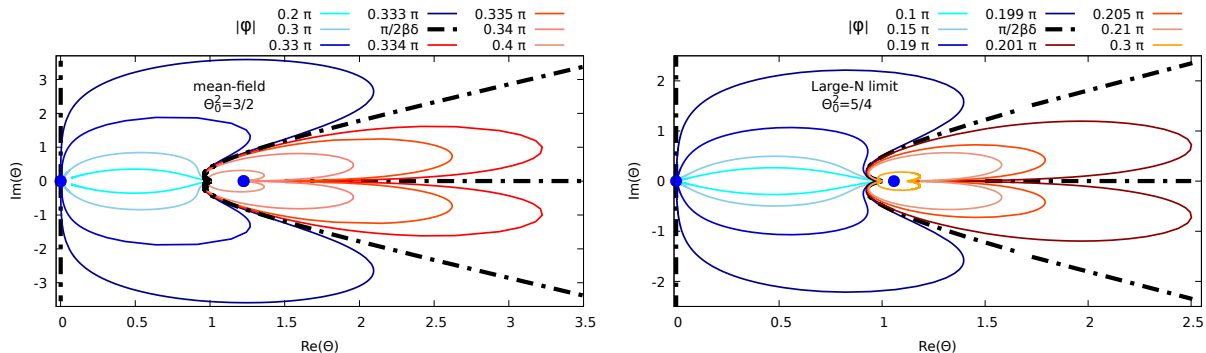 |φ|
0.2 π
0.3 π
0.33 π
0.333 π
π/2βδ
0.334 π
0.335 π
0.34 π
0.4 π
mean-field
Θ₀²=3/2
Im(Θ)
3
2
1
0
-1
-2
-3
0
0.5
1
1.5
2
2.5
3
3.5
Re(Θ)
|φ|
0.1 π
0.15 π
0.19 π
0.199 π
π/2βδ
0.201 π
0.205 π
0.21 π
0.3 π
Large-N limit
Θ₀²=5/4
Im(Θ)
2
1
0
-1
-2
0
0.5
1
1.5
2
2.5
Re(Θ)